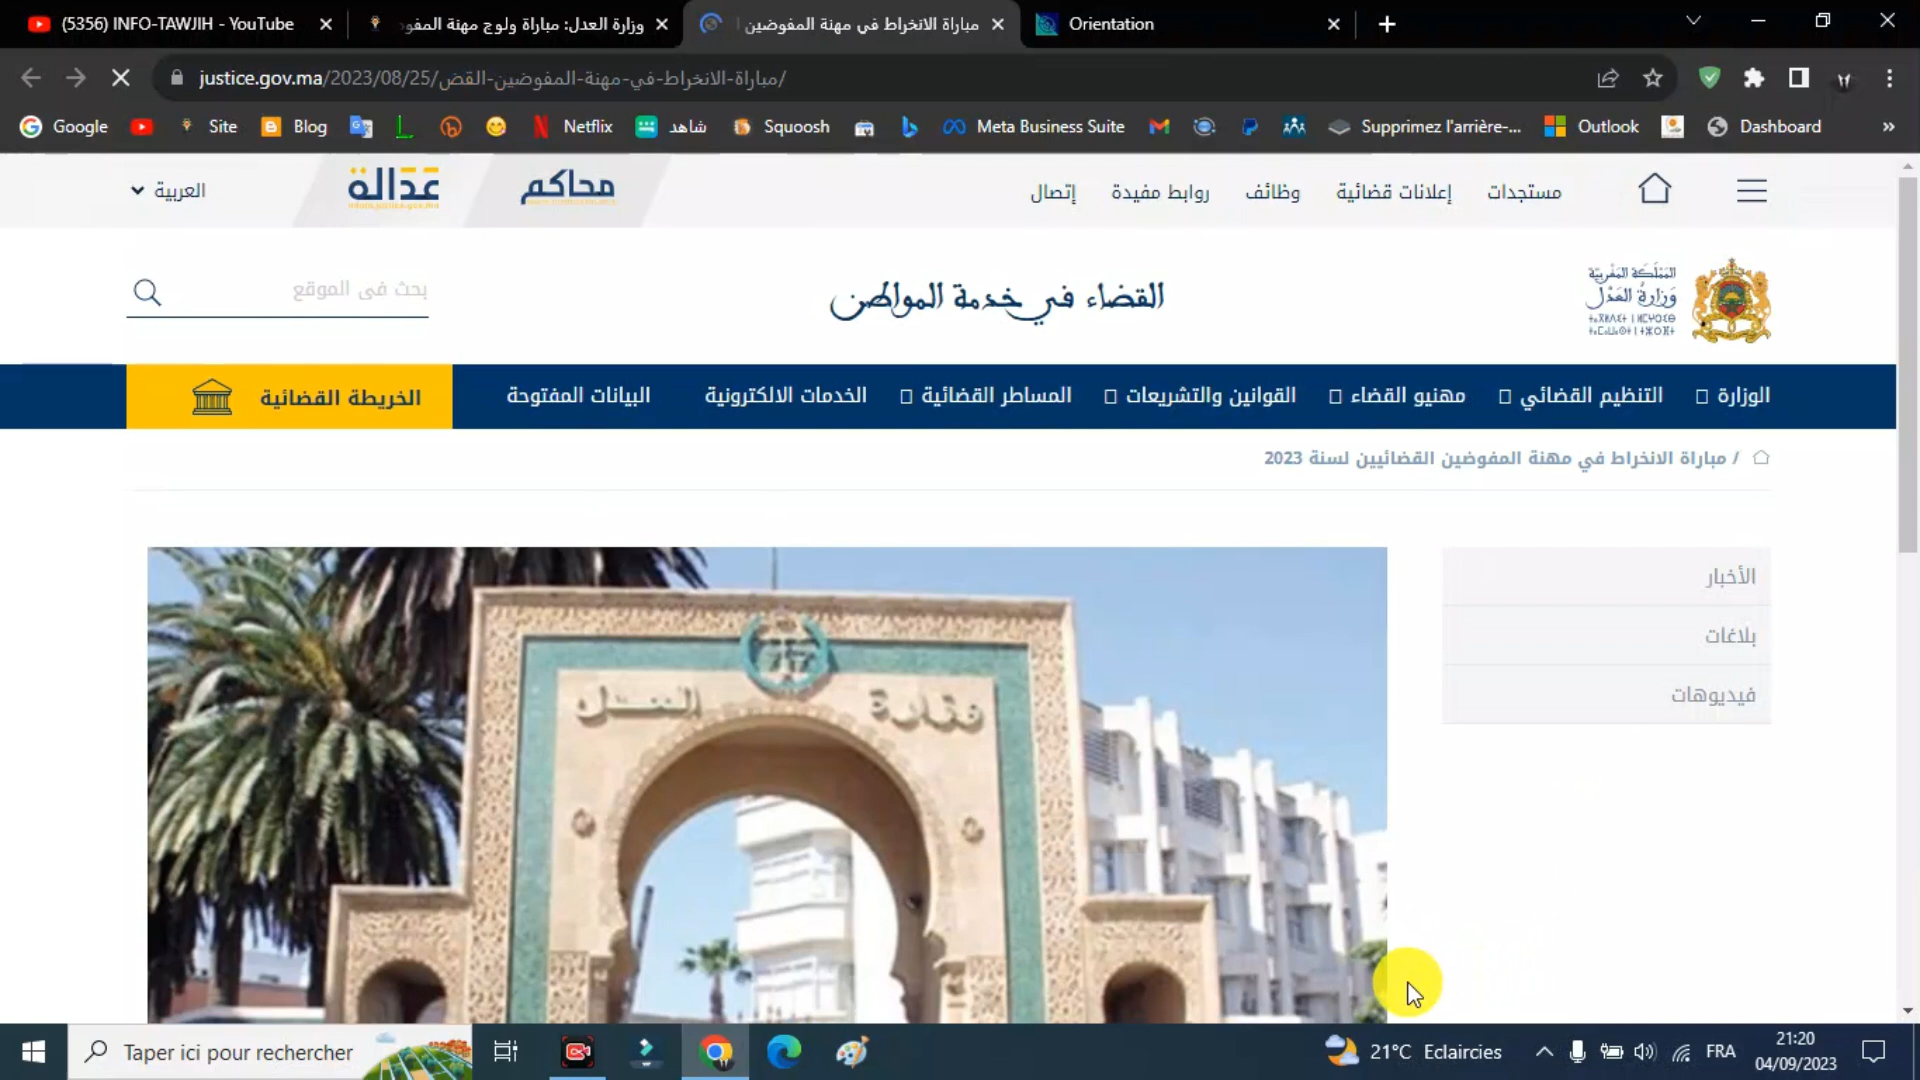 (5356) INFO-TAWJIH - YouTube
وزارة العدل: مباراة ولوج مهنة المفو
مباراة الانخراط في مهنة المفوضين
Orientation
justice.gov.ma/2023/08/25/مباراة-الانخراط-في-مهنة-المفوضين-القض/
Google
Site
Blog
Netflix
شاهد
Squoosh
Meta Business Suite
Supprimez l'arrière-...
Outlook
Dashboard
مستجدات
إعلانات قضائية
وظائف
روابط مفيدة
إتصال
محاكم
عدالة
العربية
المملكة المغربية
وزارة العدل
القضاء في خدمة المواطن
بحث في الموقع
الوزارة
التنظيم القضائي
مهنيو القضاء
القوانين والتشريعات
المساطر القضائية
الخدمات الالكترونية
البيانات المفتوحة
الخريطة القضائية
/ مباراة الانخراط في مهنة المفوضين القضائيين لسنة 2023
الأخبار
بلاغات
فيديوهات
وزارة العدل
Taper ici pour rechercher
21°C Eclaircies
FRA
21:20
04/09/2023